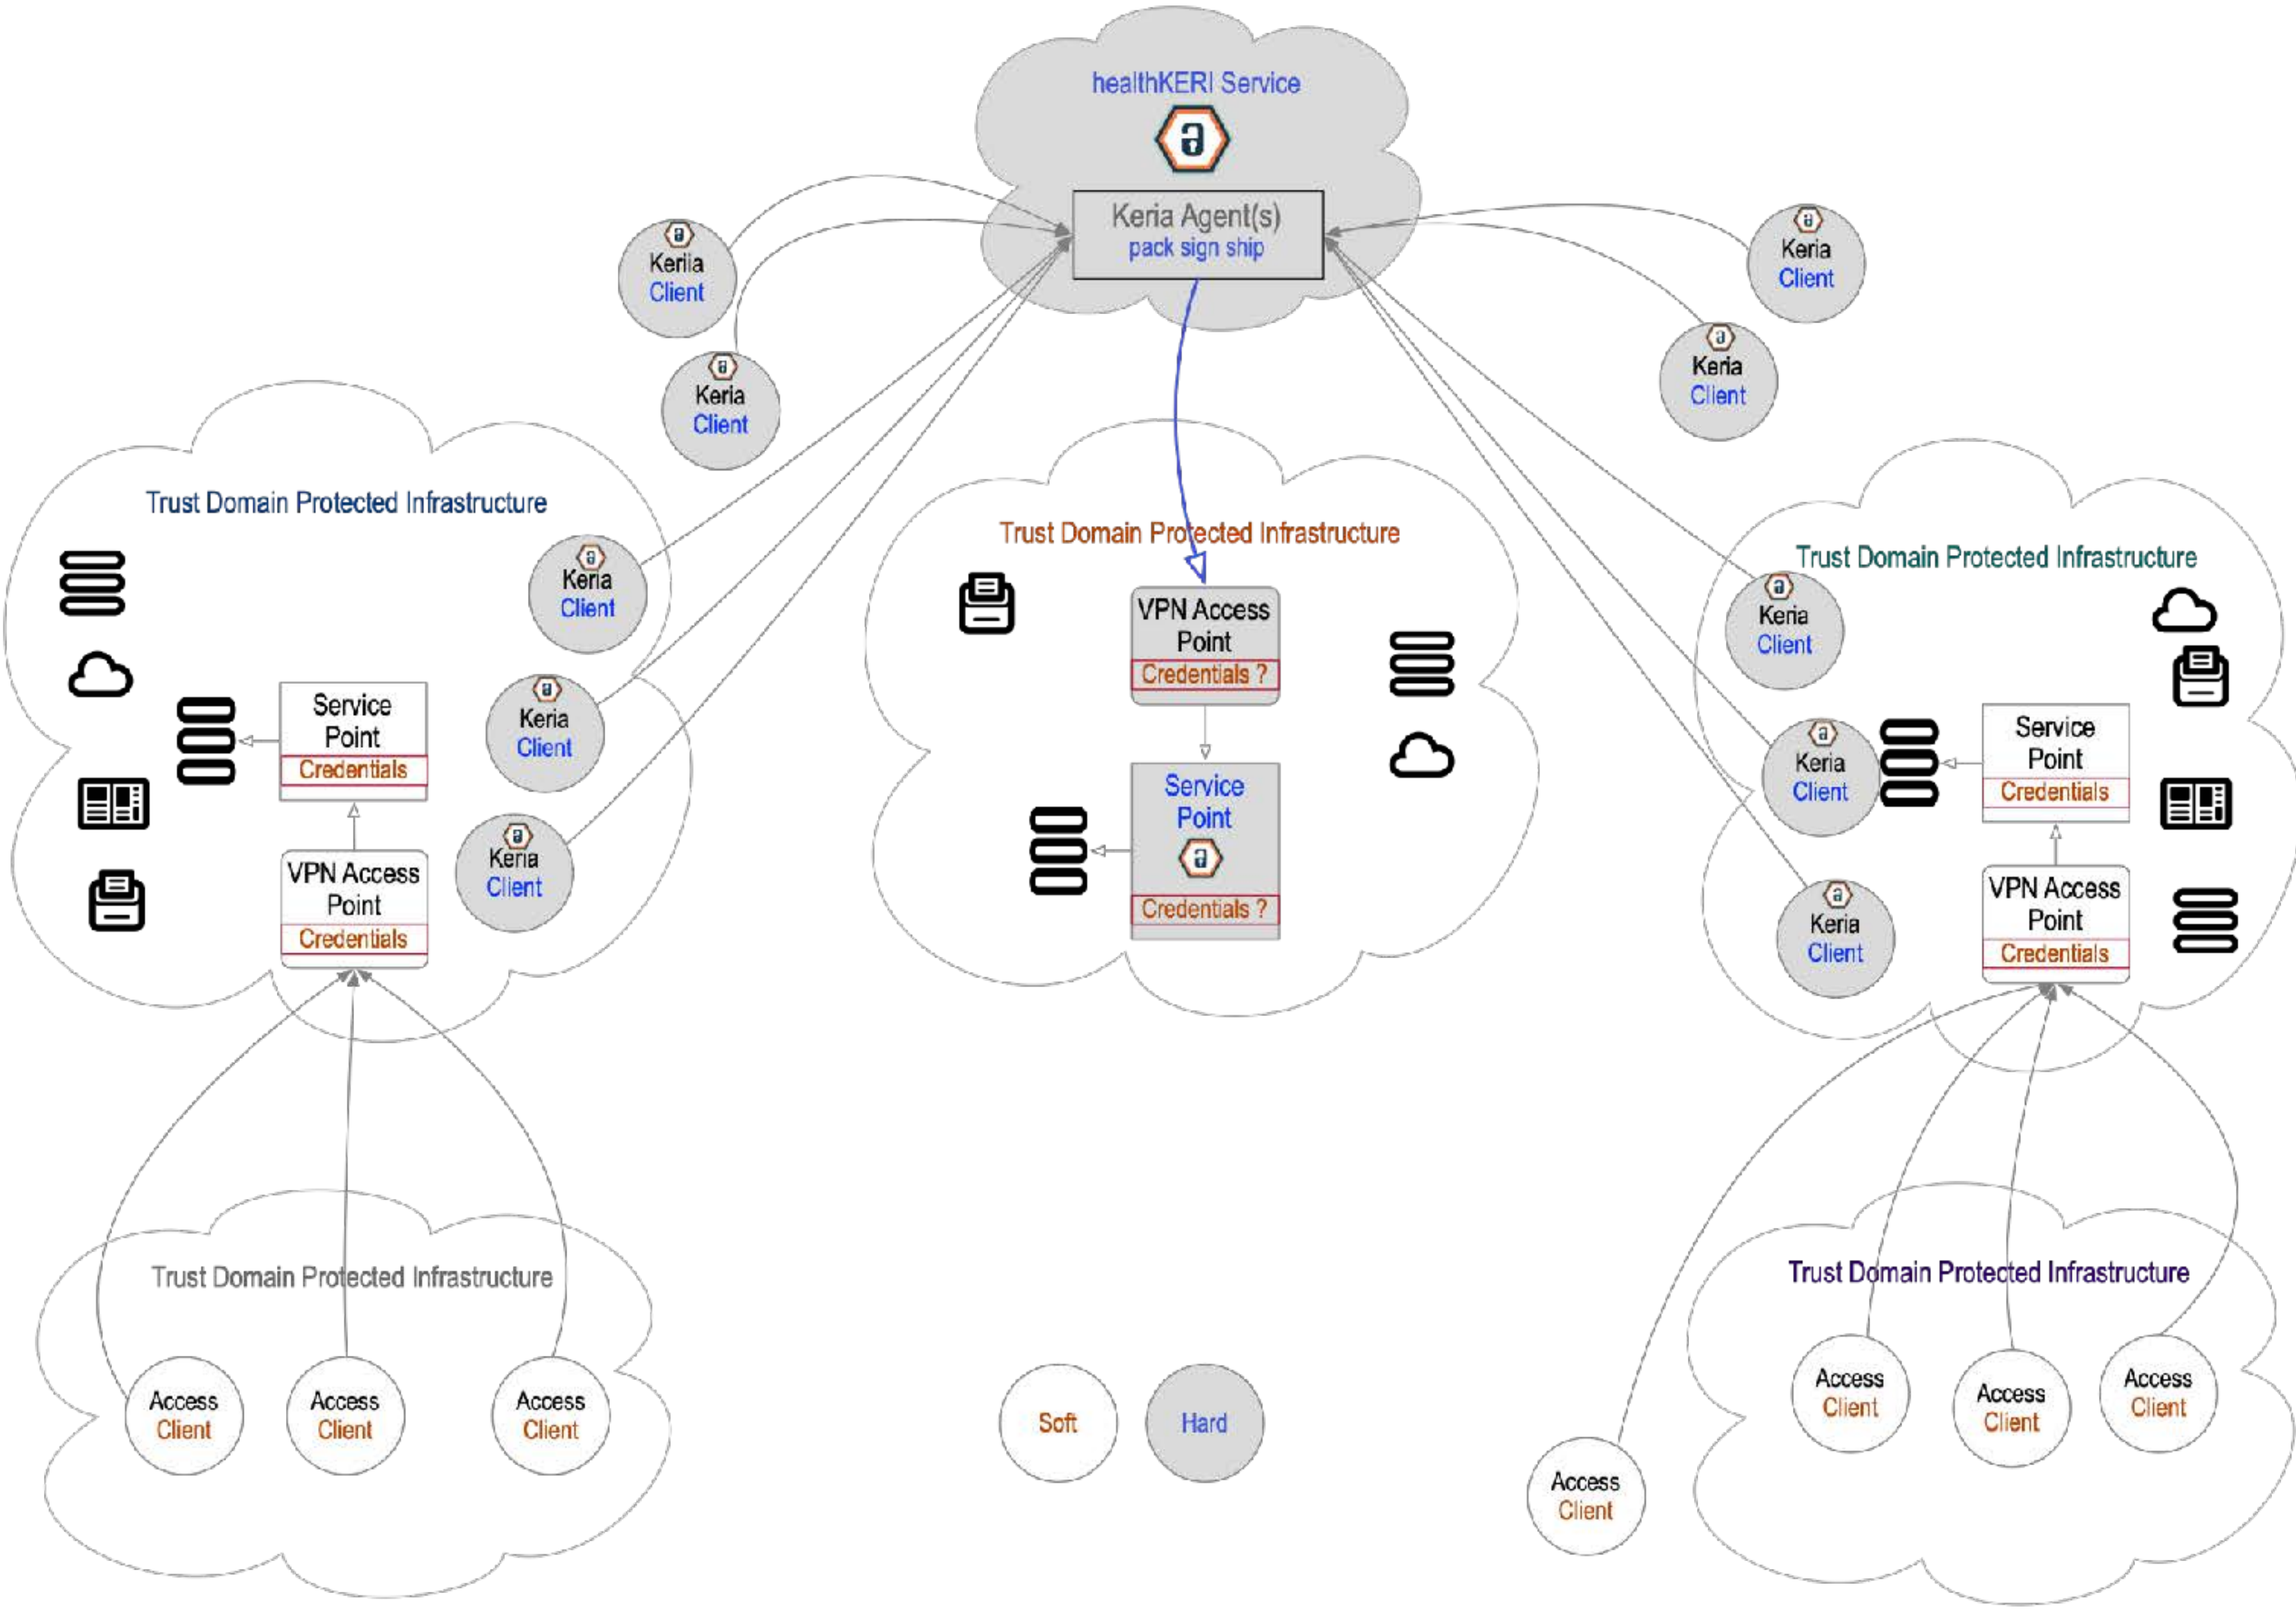 healthKERI Service
Keria Agent(s)
pack sign ship
Keriia
Client
Keria
Client
Keria
Client
Keria
Client
Trust Domain Protected Infrastructure
Keria
Client
Keria
Client
Keria
Client
Service
Point
Credentials
VPN Access
Point
Credentials
Trust Domain Protected Infrastructure
VPN Access
Point
Credentials ?
Service
Point
Credentials ?
Trust Domain Protected Infrastructure
Keria
Client
Keria
Client
Keria
Client
Service
Point
Credentials
VPN Access
Point
Credentials
Trust Domain Protected Infrastructure
Access
Client
Access
Client
Access
Client
Soft
Hard
Trust Domain Protected Infrastructure
Access
Client
Access
Client
Access
Client
Access
Client